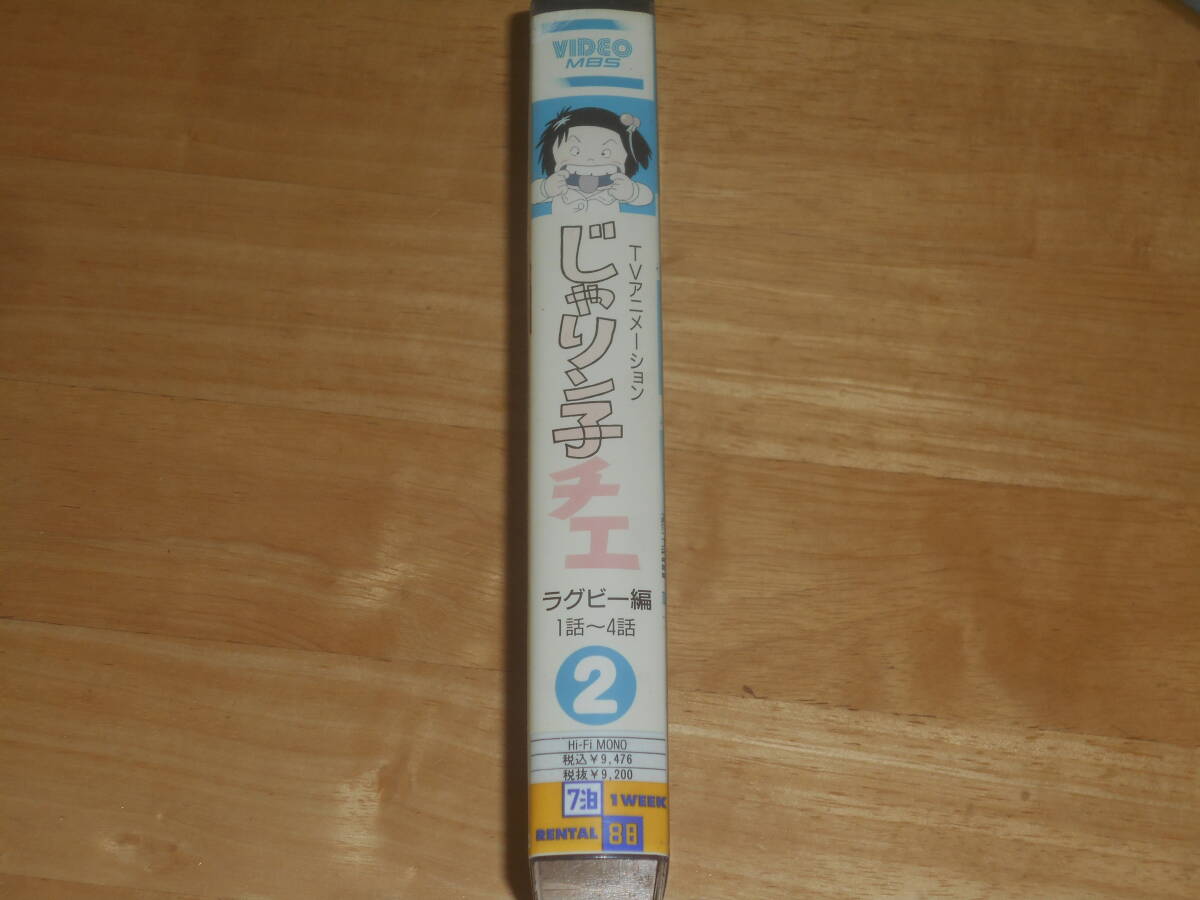 VIDEO
MBS
TVアニメーション
じゃリン子
チエ
ラグビー編
1話～4話
2
Hi-Fi MONO
税込￥9,476
税抜￥9,200
7泊 1 WEEK
RENTAL 88